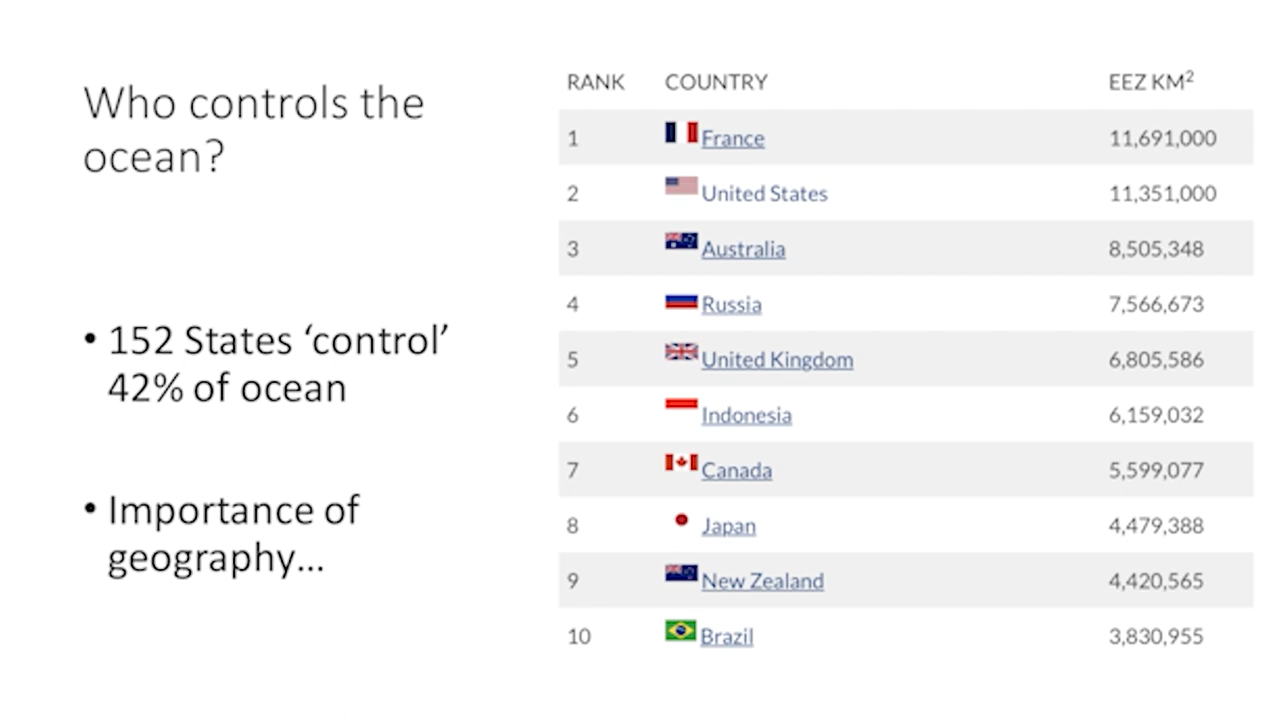 Who controls the
ocean?
• 152 States ‘control’
42% of ocean
• Importance of
geography...
RANK COUNTRY EEZ KM²
1 France 11,691,000
2 United States 11,351,000
3 Australia 8,505,348
4 Russia 7,566,673
5 United Kingdom 6,805,586
6 Indonesia 6,159,032
7 Canada 5,599,077
8 Japan 4,479,388
9 New Zealand 4,420,565
10 Brazil 3,830,955